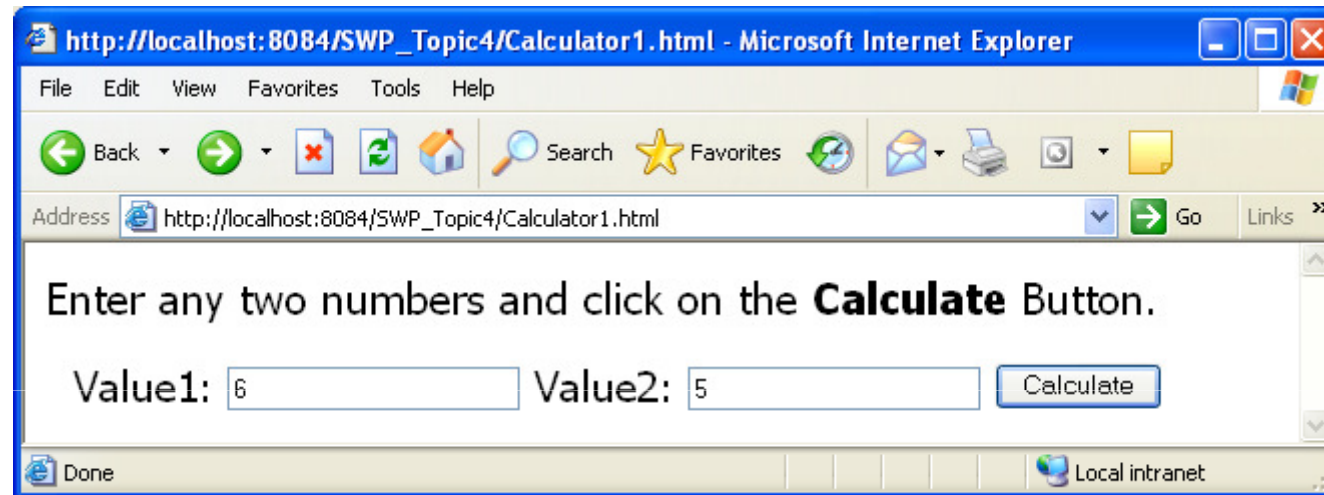 http://localhost:8084/SWP_Topic4/Calculator1.html - Microsoft Internet Explorer
File Edit View Favorites Tools Help
Back Search Favorites
Address http://localhost:8084/SWP_Topic4/Calculator1.html Go Links »
Enter any two numbers and click on the Calculate Button.
Value1: 6 Value2: 5 Calculate
Done Local intranet